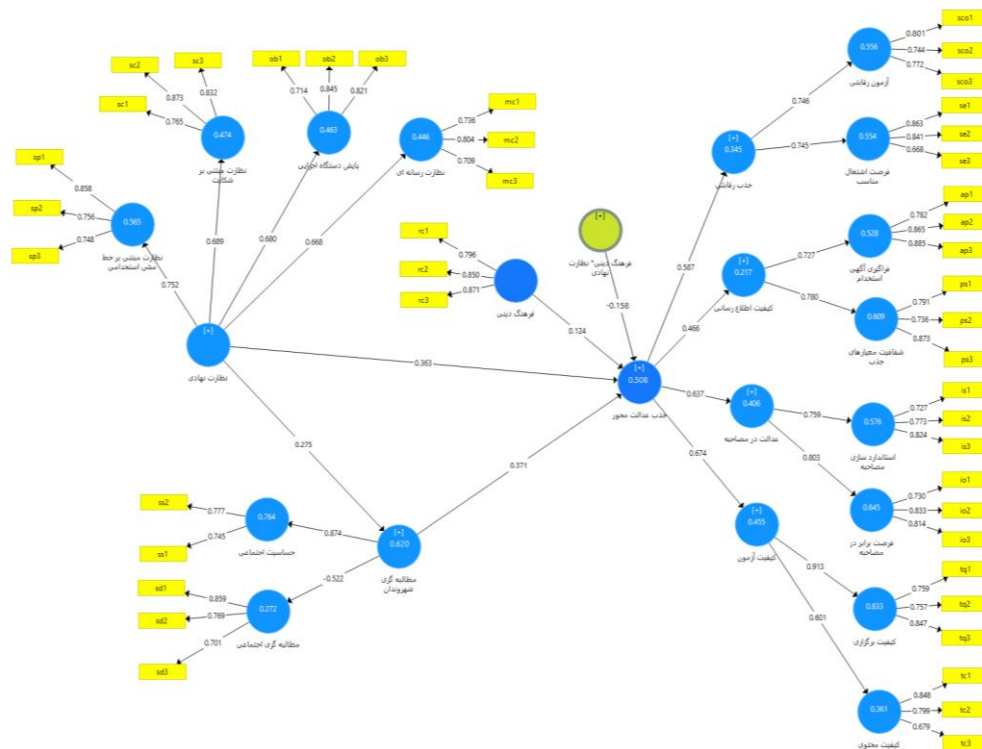 sco1
0.801
sco2
0.744
0.772
sco3
0.556
آزمون رقابتی
0.746
se1
0.863
se2
0.841
0.668
se3
0.554
فرصت اشتغال
مناسب
0.745
[+]
0.345
جذب رقابتی
sc3
sc2
0.832
0.873
sc1
0.765
0.474
نظارت مبتنی بر
شکایت
ob1
ob2
ob3
0.714
0.845
0.821
0.463
پایش دستگاه اجرایی
mc1
0.736
mc2
0.804
0.709
mc3
0.446
نظارت رسانه ای
sp1
0.858
sp2
0.756
0.748
sp3
0.565
نظارت مبتنی بر خط
مشی استخدامی
0.752
0.689
0.680
0.668
[+]
نظارت نهادی
rc1
0.796
rc2
0.850
0.871
rc3
فرهنگ دینی
0.124
[+]
فرهنگ دینی* نظارت
نهادی
-0.158
0.587
0.466
0.363
[+]
0.508
جذب عدالت محور
[+]
0.217
کیفیت اطلاع رسانی
0.727
0.780
ap1
0.782
ap2
0.865
0.885
ap3
0.528
فراگیری آگهی
استخدام
ps1
0.791
ps2
0.736
0.873
ps3
0.609
شفافیت معیارهای
جذب
0.637
[+]
0.406
عدالت در مصاحبه
0.759
0.803
is1
0.727
is2
0.773
0.824
is3
0.576
استاندارد سازی
مصاحبه
io1
0.730
io2
0.833
0.814
io3
0.645
فرصت برابر در
مصاحبه
0.275
0.371
0.674
ss2
0.777
0.745
ss1
0.764
حساسیت اجتماعی
0.874
[+]
0.620
مطالبه گری
شهروندان
-0.522
sd1
0.859
sd2
0.769
0.701
sd3
0.272
مطالبه گری اجتماعی
[+]
0.455
کیفیت آزمون
0.913
0.601
tq1
0.759
tq2
0.757
0.847
tq3
0.833
کیفیت برگزاری
tc1
0.848
tc2
0.799
0.679
tc3
0.361
کیفیت محتوی